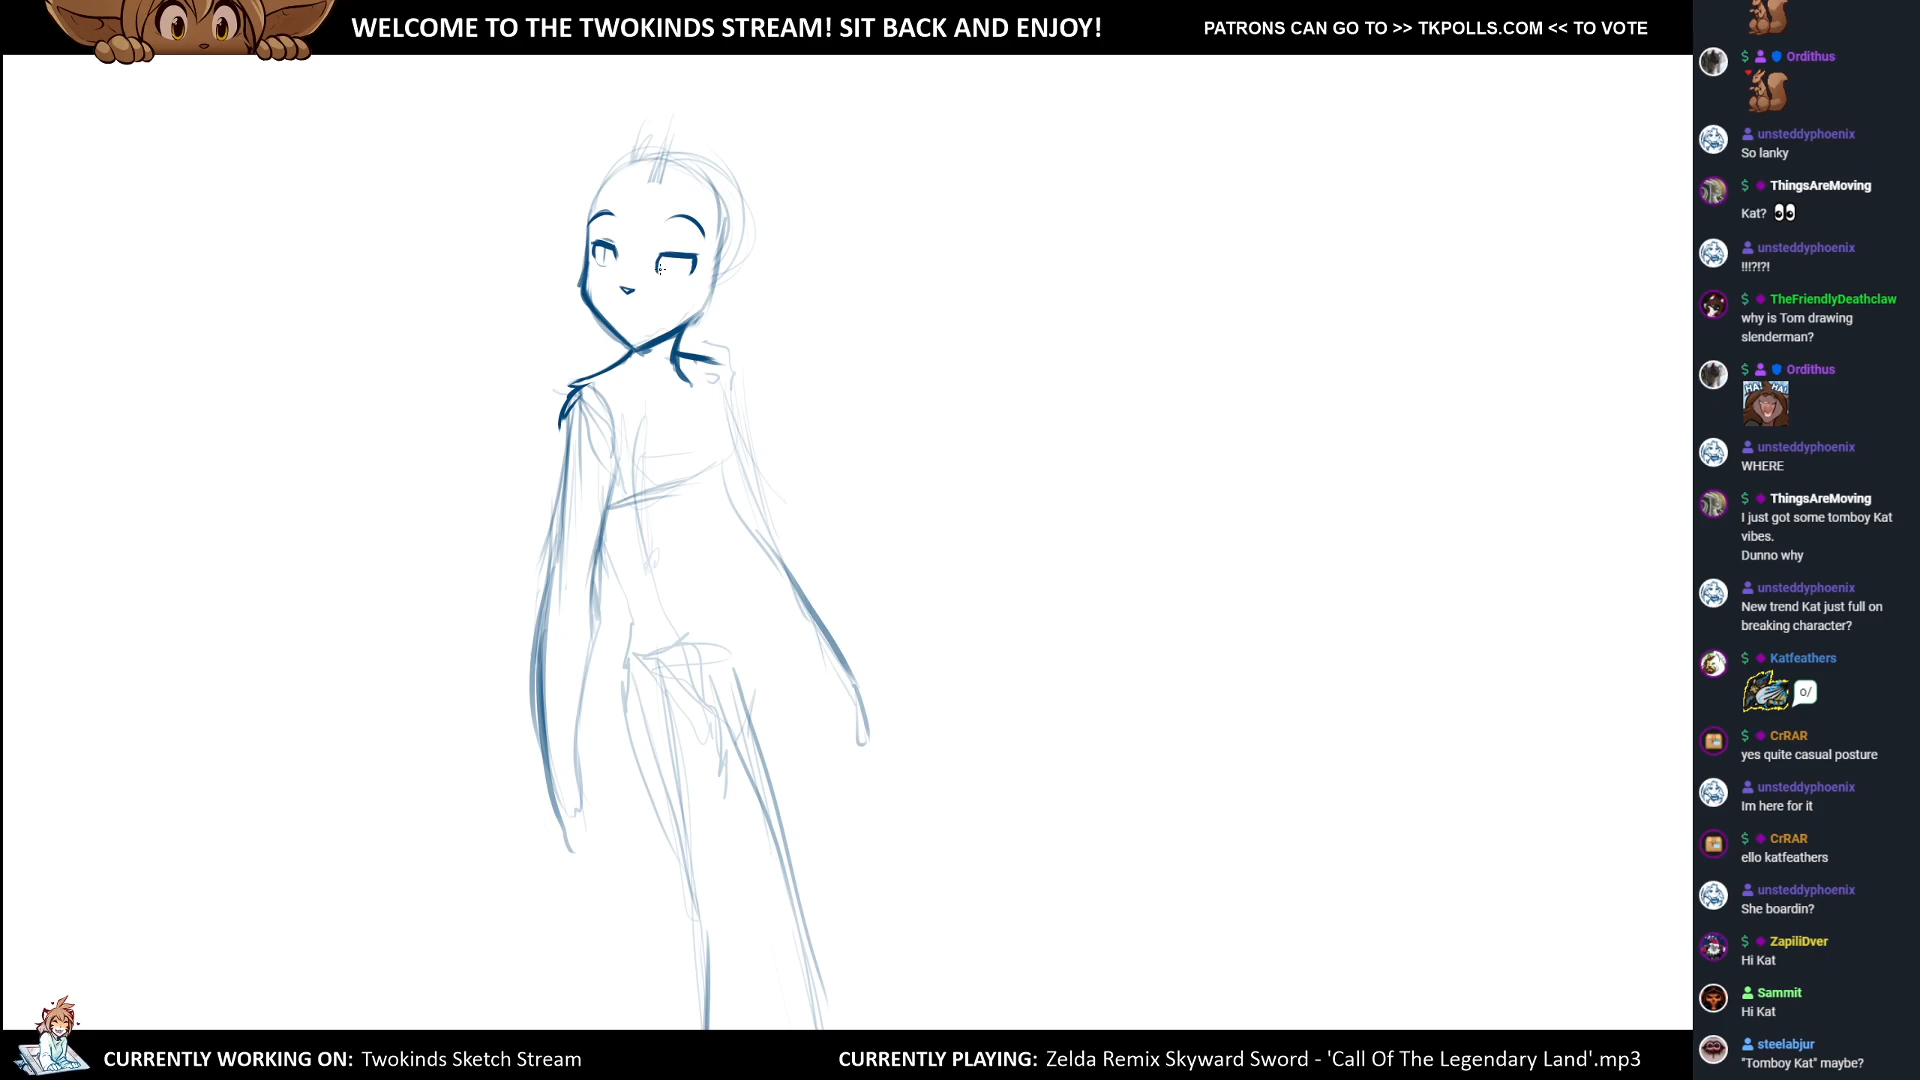 WELCOME TO THE TWOKINDS STREAM! SIT BACK AND ENJOY!
PATRONS CAN GO TO >> TKPOLLS.COM << TO VOTE
$ Ordithus
unsteddyphoenix
So lanky
$ ThingsAreMoving
Kat? 👀
unsteddyphoenix
!!!?!?!
$ TheFriendlyDeathclaw
why is Tom drawing
slenderman?
$ Ordithus
unsteddyphoenix
WHERE
$ ThingsAreMoving
I just got some tomboy Kat
vibes.
Dunno why
unsteddyphoenix
New trend Kat just full on
breaking character?
$ Katfeathers
o/
$ CrRAR
yes quite casual posture
unsteddyphoenix
Im here for it
$ CrRAR
ello katfeathers
unsteddyphoenix
She boardin?
$ ZapiliDver
Hi Kat
Sammit
Hi Kat
steelabjur
"Tomboy Kat" maybe?
CURRENTLY WORKING ON: Twokinds Sketch Stream
CURRENTLY PLAYING: Zelda Remix Skyward Sword - 'Call Of The Legendary Land'.mp3